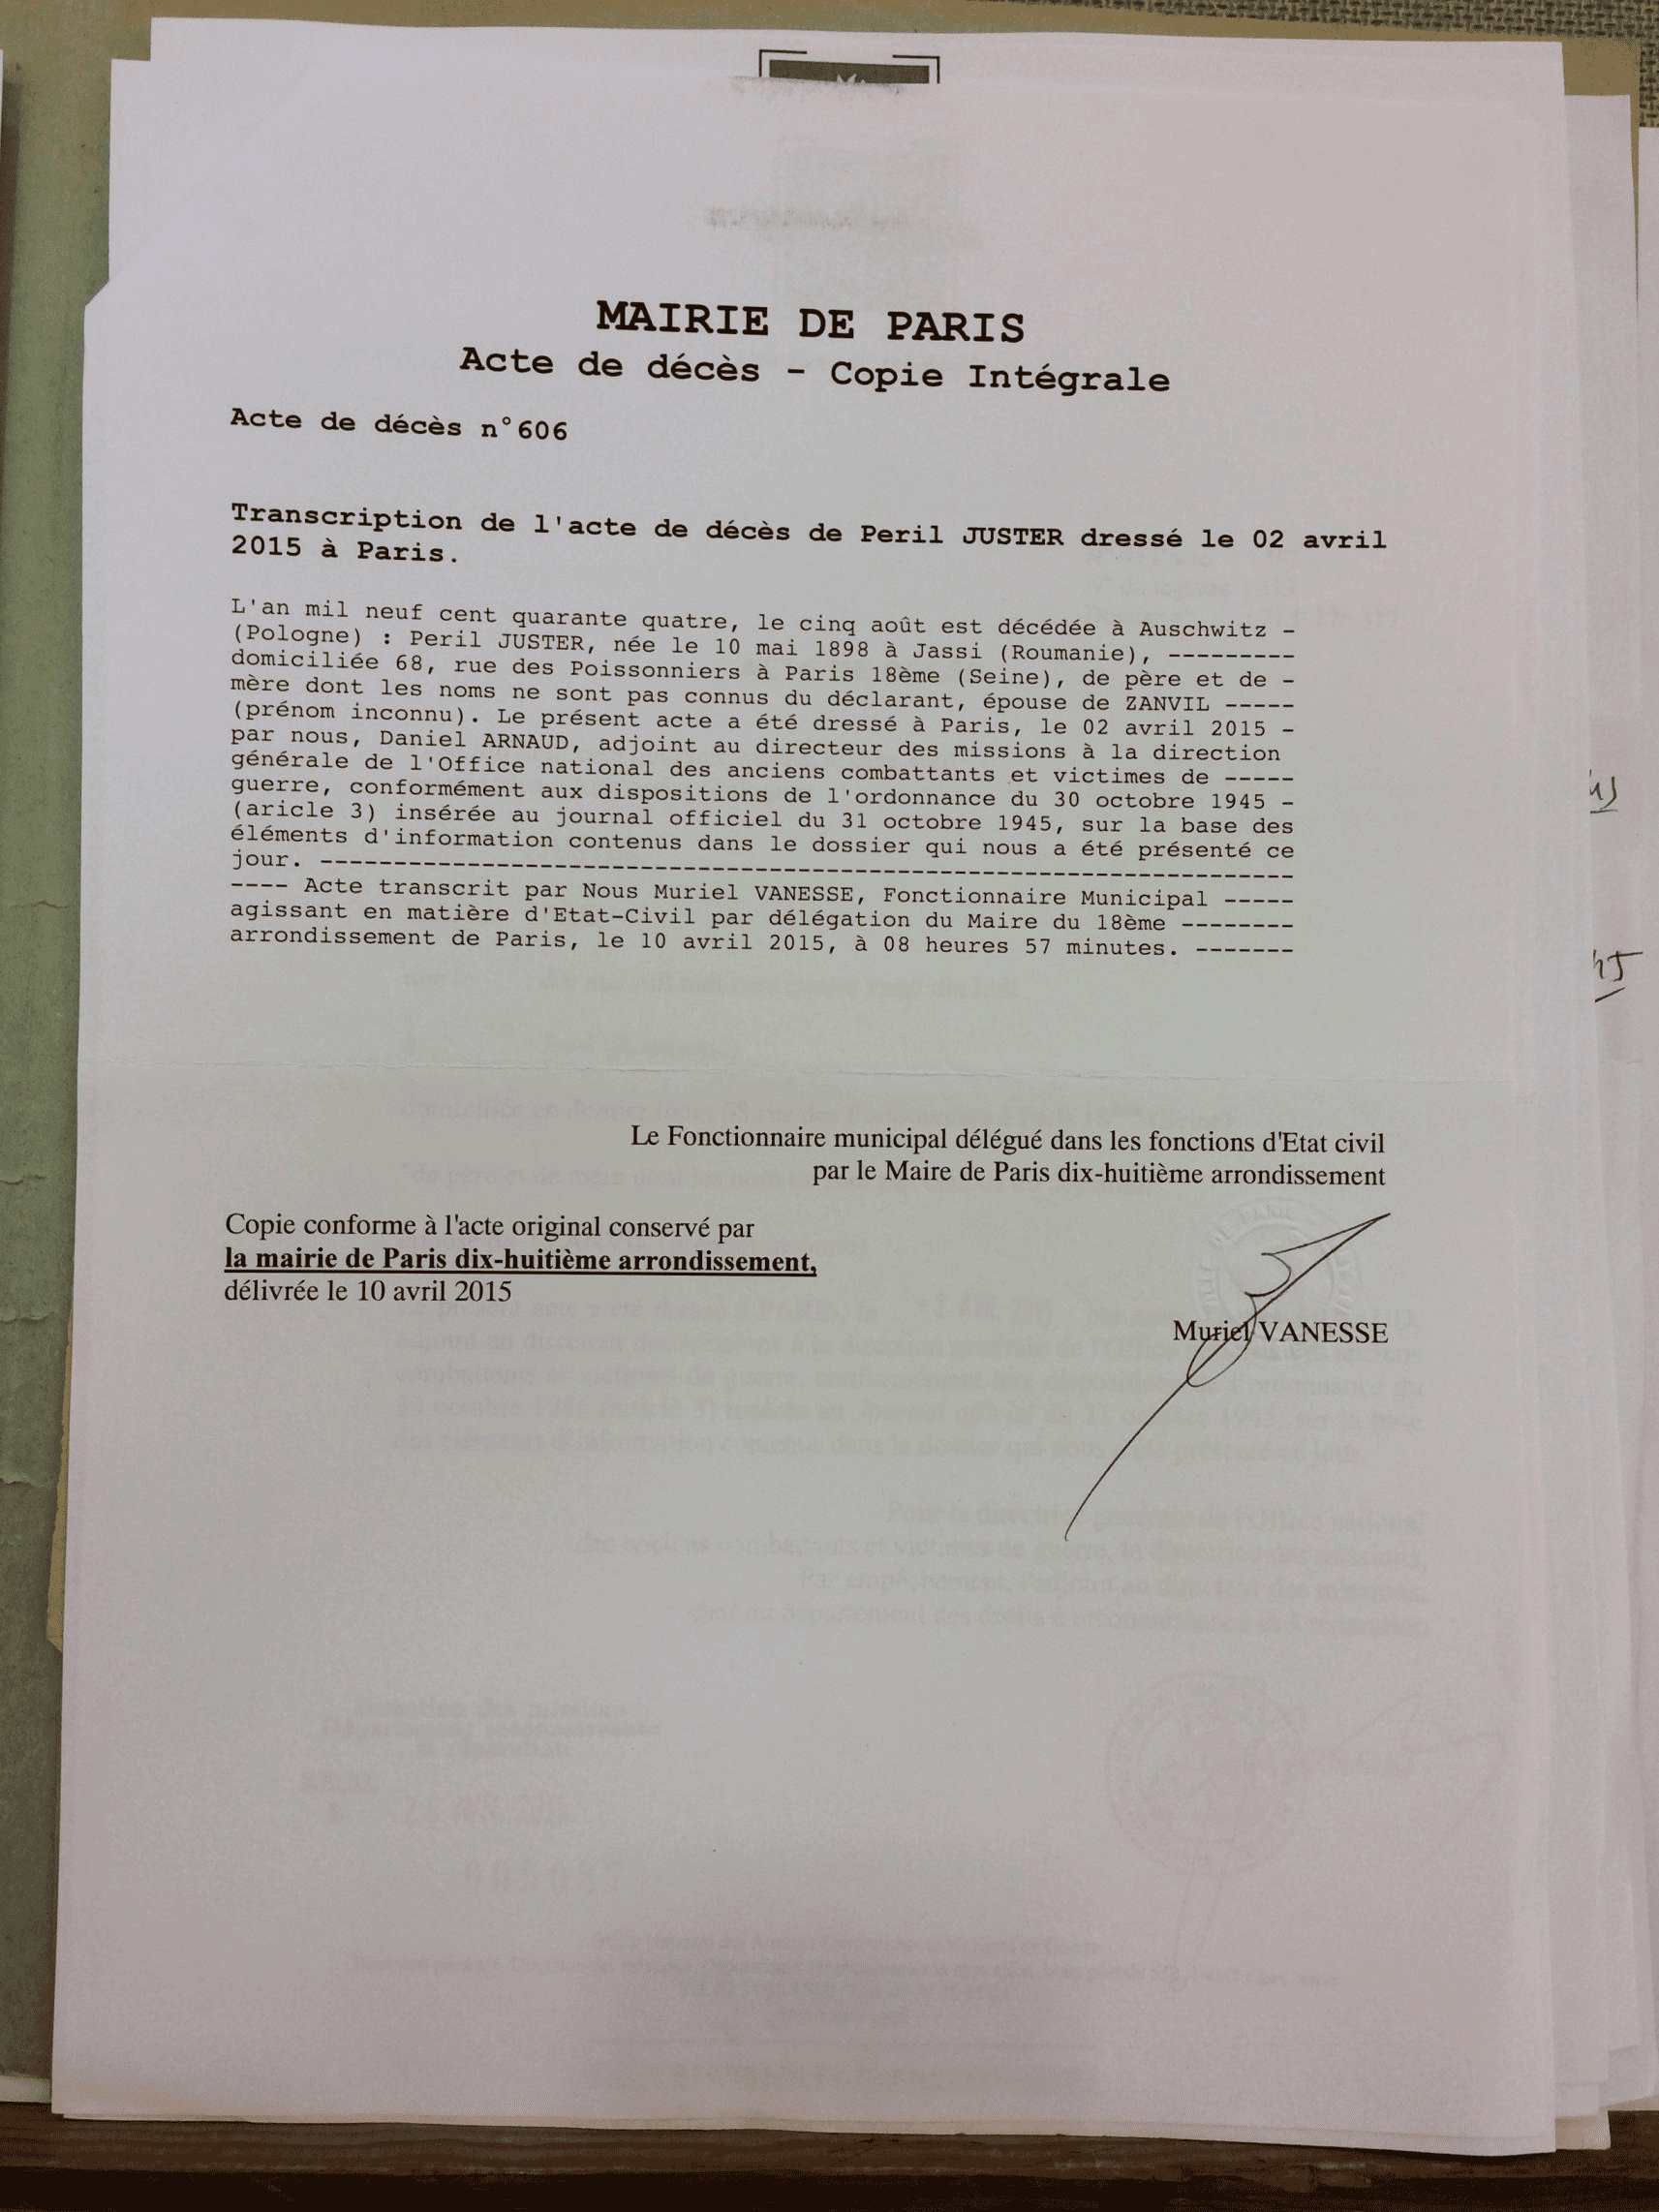 MAIRIE DE PARIS
Acte de décès - Copie Intégrale
Acte de décès n°606
Transcription de l'acte de décès de Peril JUSTER dressé le 02 avril
2015 à Paris.
L'an mil neuf cent quarante quatre, le cinq août est décédée à Auschwitz -
(Pologne) : Peril JUSTER, née le 10 mai 1898 à Jassi (Roumanie), ---------
domiciliée 68, rue des Poissonniers à Paris 18ème (Seine), de père et de -
mère dont les noms ne sont pas connus du déclarant, épouse de ZANVIL -----
(prénom inconnu). Le présent acte a été dressé à Paris, le 02 avril 2015 -
par nous, Daniel ARNAUD, adjoint au directeur des missions à la direction
générale de l'Office national des anciens combattants et victimes de -----
guerre, conformément aux dispositions de l'ordonnance du 30 octobre 1945 -
(aricle 3) insérée au journal officiel du 31 octobre 1945, sur la base des
éléments d'information contenus dans le dossier qui nous a été présenté ce
jour. -------------------------------------------------------------------
---- Acte transcrit par Nous Muriel VANESSE, Fonctionnaire Municipal -----
agissant en matière d'Etat-Civil par délégation du Maire du 18ème --------
arrondissement de Paris, le 10 avril 2015, à 08 heures 57 minutes. -------
Le Fonctionnaire municipal délégué dans les fonctions d'Etat civil
par le Maire de Paris dix-huitième arrondissement
Copie conforme à l'acte original conservé par
la mairie de Paris dix-huitième arrondissement,
délivrée le 10 avril 2015
Muriel VANESSE